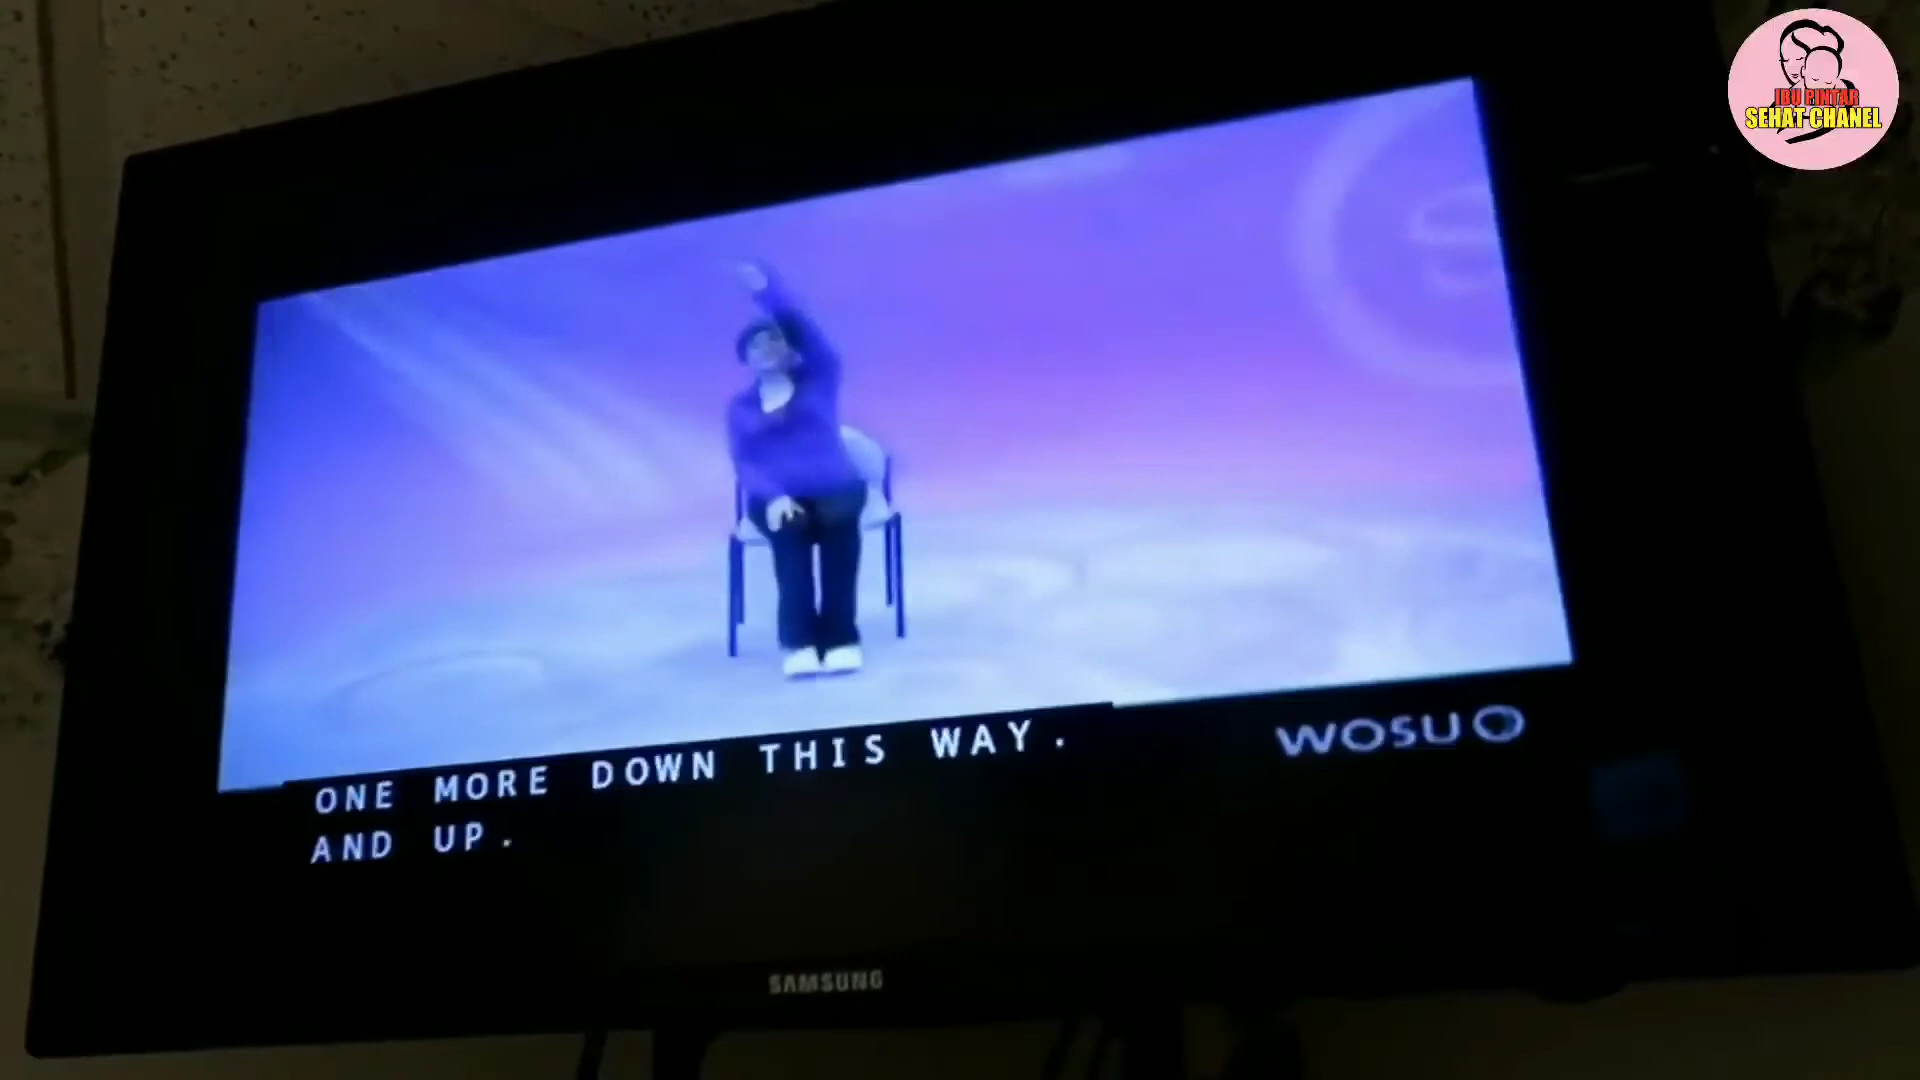 IBU PINTAR
SEHAT CHANEL
ONE MORE DOWN THIS WAY.
AND UP.
WOSU
SAMSUNG